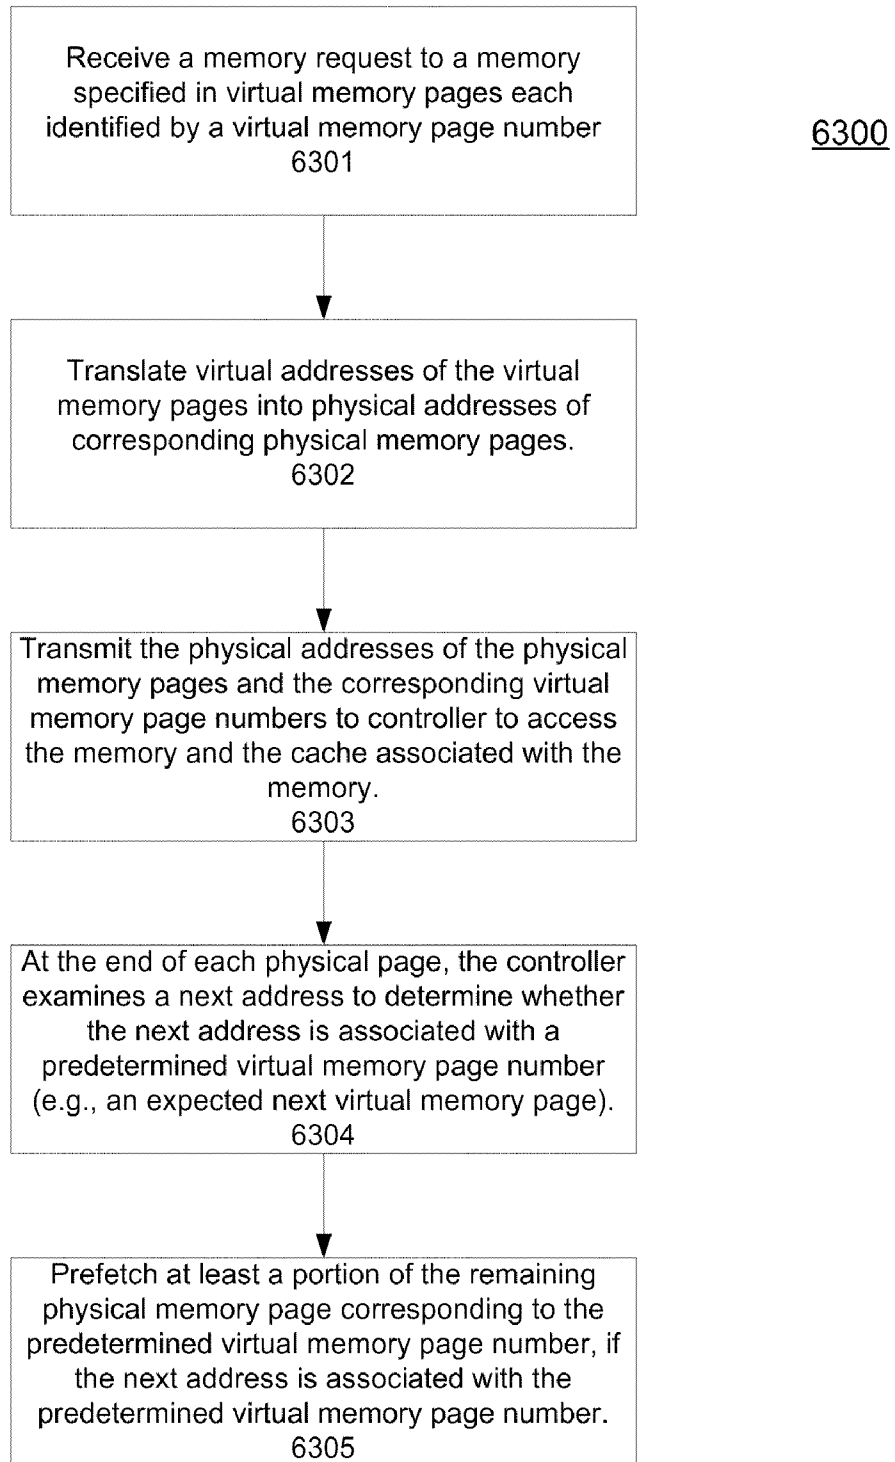 Receive a memory request to a memory
specified in virtual memory pages each
identified by a virtual memory page number
6301
6300
Translate virtual addresses of the virtual
memory pages into physical addresses of
corresponding physical memory pages.
6302
Transmit the physical addresses of the physical
memory pages and the corresponding virtual
memory page numbers to controller to access
the memory and the cache associated with the
memory.
6303
At the end of each physical page, the controller
examines a next address to determine whether
the next address is associated with a
predetermined virtual memory page number
(e.g., an expected next virtual memory page).
6304
Prefetch at least a portion of the remaining
physical memory page corresponding to the
predetermined virtual memory page number, if
the next address is associated with the
predetermined virtual memory page number.
6305